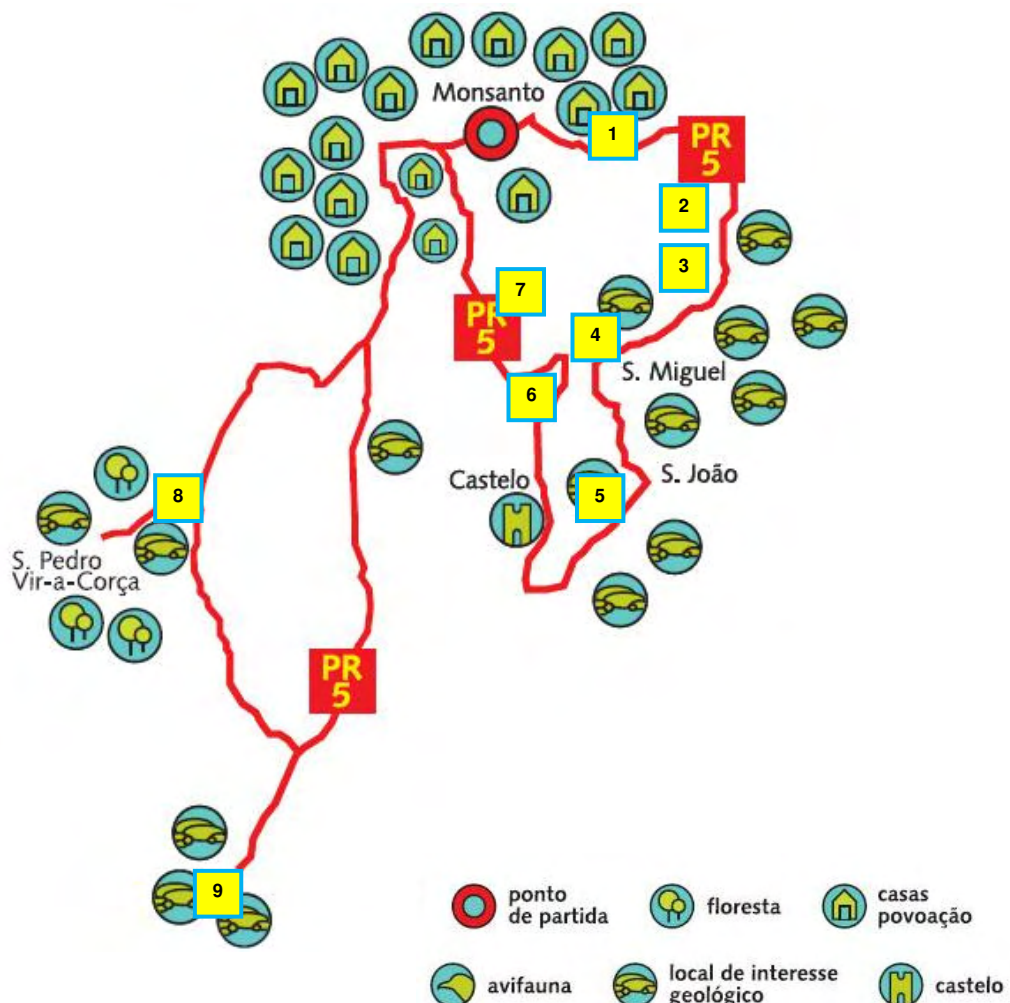 Monsanto
1
PR
5
2
3
7
PR
5
4
S. Miguel
6
S. João
Castelo
5
8
S. Pedro
Vir-a-Corça
PR
5
9
ponto
de partida
floresta
casas
povoação
avifauna
local de interesse
geológico
castelo